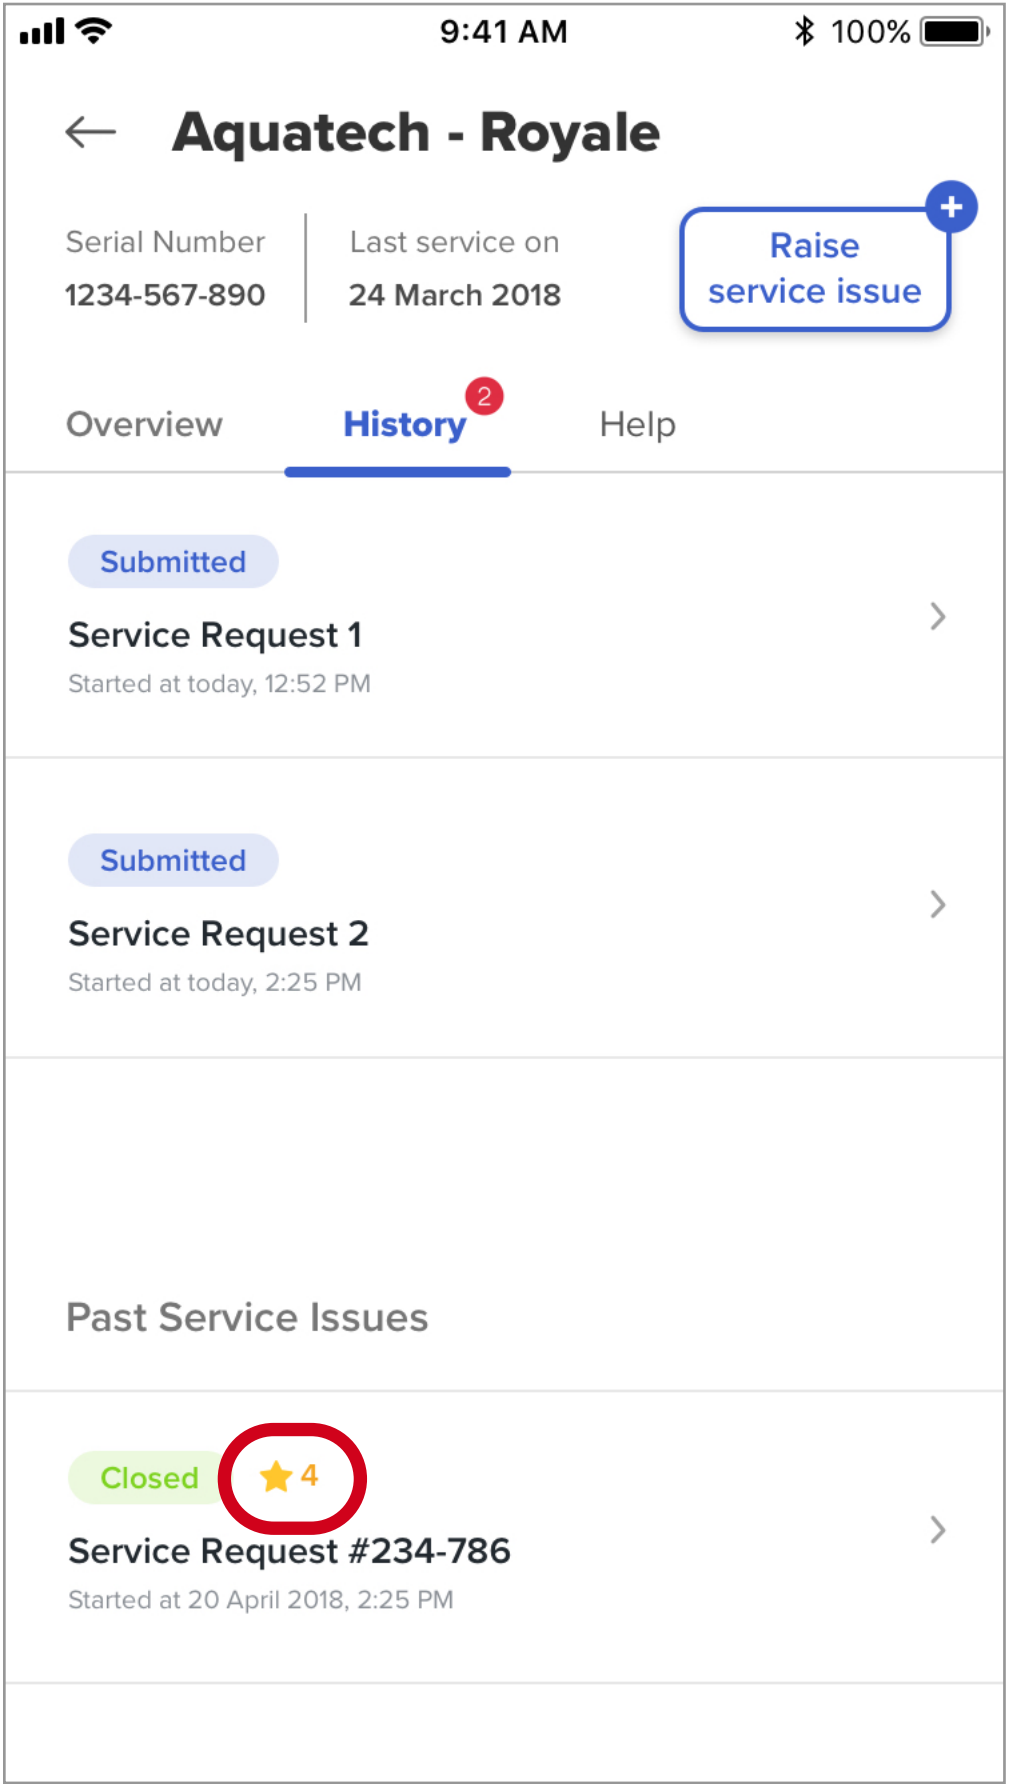 9:41 AM
100%
Aquatech - Royale
Serial Number
1234-567-890
Last service on
24 March 2018
+
Raise
service issue
Overview
History
2
Help
Submitted
Service Request 1
Started at today, 12:52 PM
Submitted
Service Request 2
Started at today, 2:25 PM
Past Service Issues
Closed
4
Service Request #234-786
Started at 20 April 2018, 2:25 PM